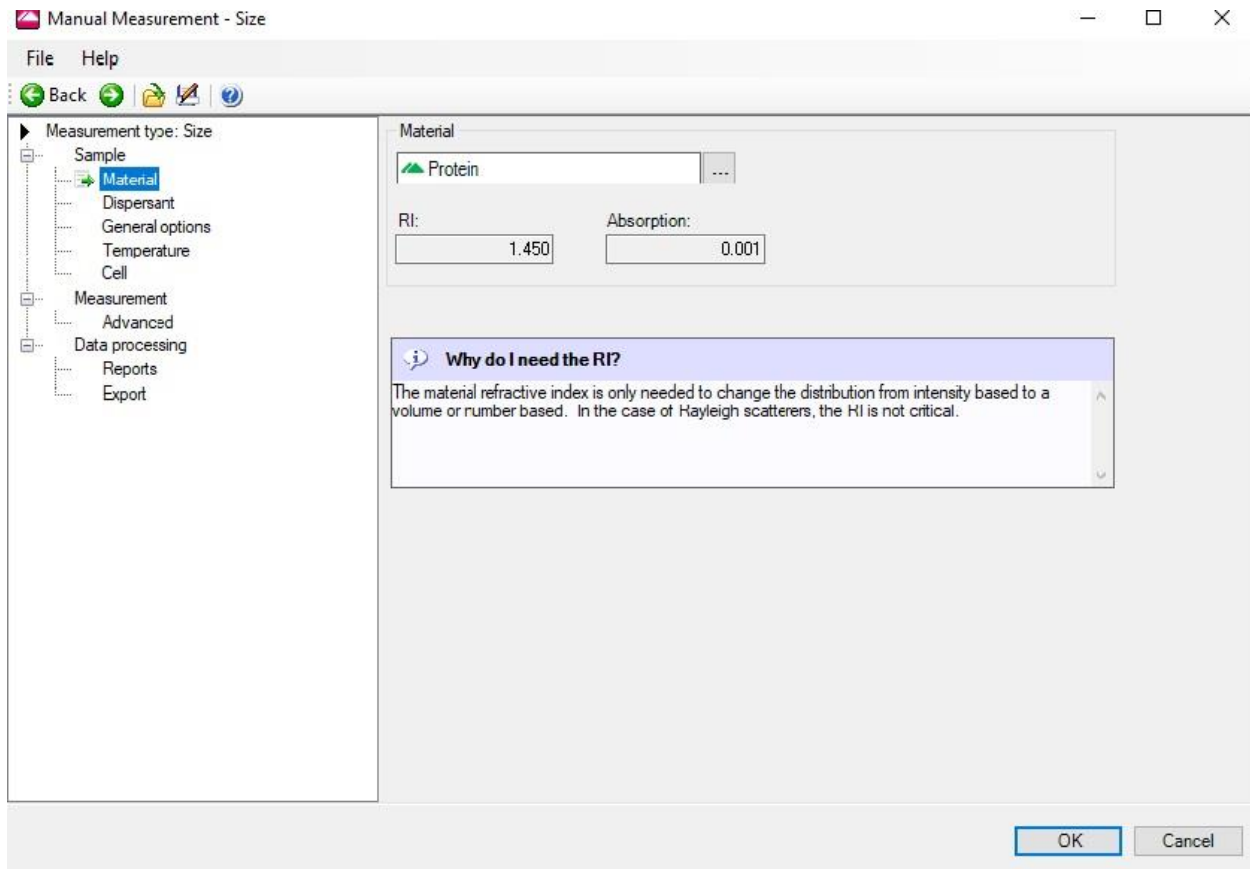 Manual Measurement - Size
File Help
Back
Measurement type: Size
Sample
Material
Dispersant
General options
Temperature
Cell
Measurement
Advanced
Data processing
Reports
Export
Material
Protein
...
RI: Absorption:
1.450 0.001
Why do I need the RI?
The material refractive index is only needed to change the distribution from intensity based to a
volume or number based. In the case of Rayleigh scatterers, the RI is not critical.
OK Cancel